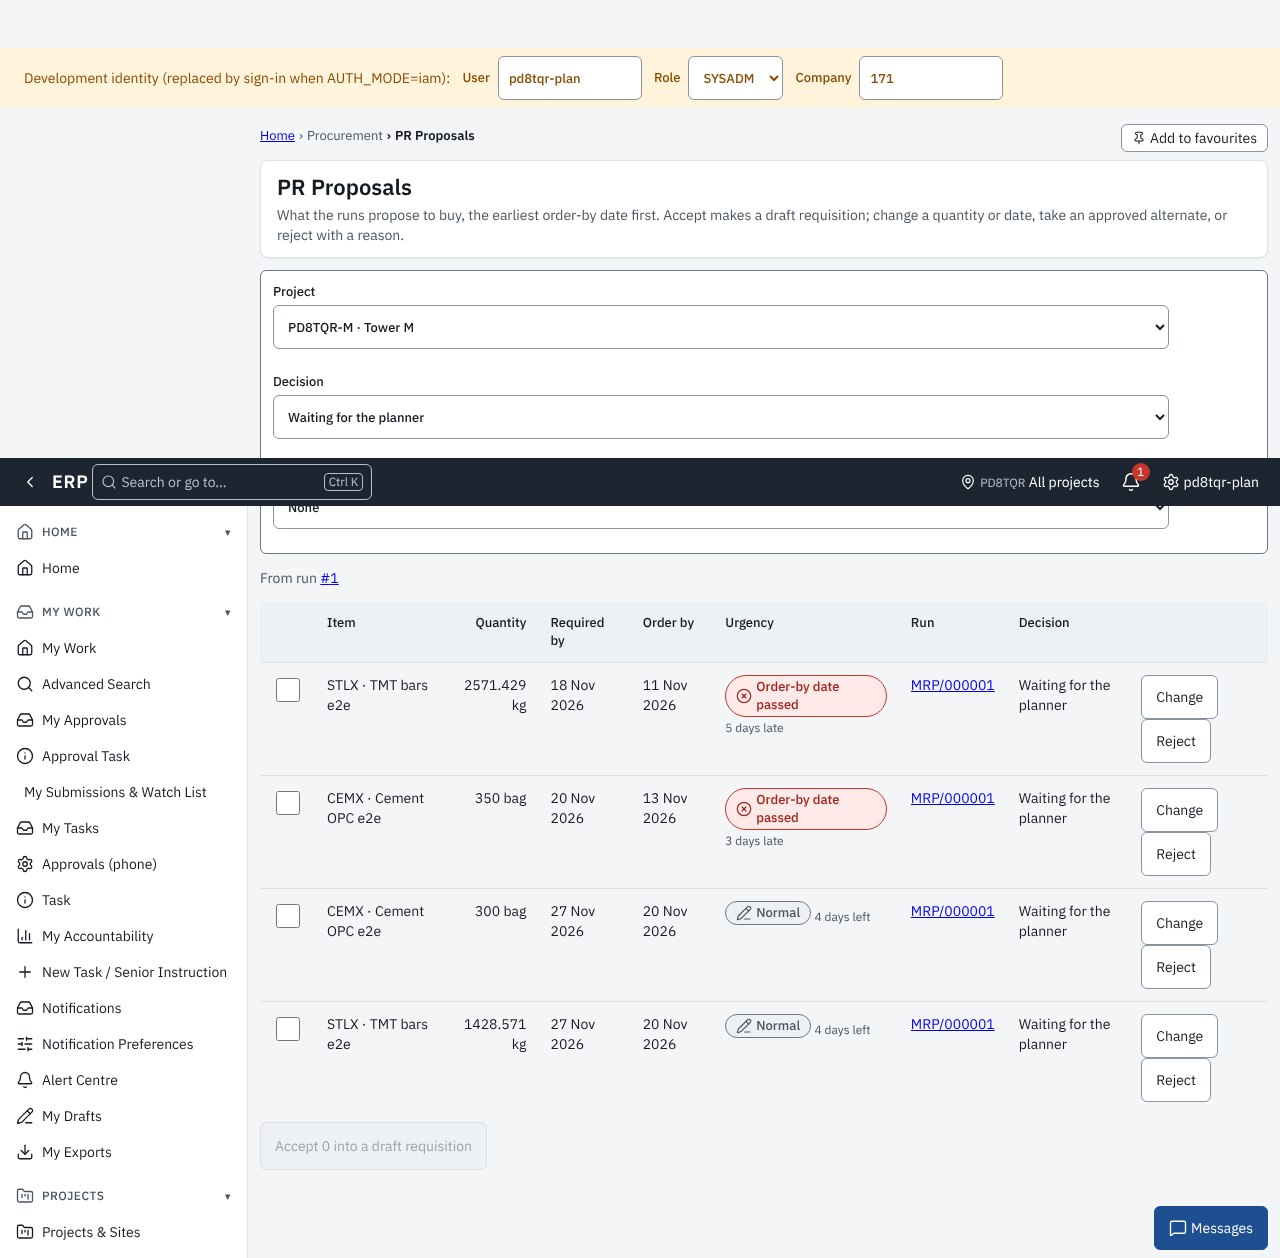 Development identity (replaced by sign-in when AUTH_MODE=iam): User pd8tqr-plan Role SYSADM Company 171
Home › Procurement › PR Proposals
Add to favourites
PR Proposals
What the runs propose to buy, the earliest order-by date first. Accept makes a draft requisition; change a quantity or date, take an approved alternate, or
reject with a reason.
Project
PD8TQR-M · Tower M
Decision
Waiting for the planner
ERP Search or go to... Ctrl K PD8TQR All projects 1 pd8tqr-plan
None
HOME
Home
MY WORK
My Work
Advanced Search
My Approvals
Approval Task
My Submissions & Watch List
My Tasks
Approvals (phone)
Task
My Accountability
New Task / Senior Instruction
Notifications
Notification Preferences
Alert Centre
My Drafts
My Exports
PROJECTS
Projects & Sites
From run #1
Item Quantity Required Order by Urgency Run Decision
by
STLX · TMT bars 2571.429 18 Nov 11 Nov Order-by date MRP/000001 Waiting for the Change
e2e kg 2026 2026 passed planner
5 days late Reject
CEMX · Cement 350 bag 20 Nov 13 Nov Order-by date MRP/000001 Waiting for the Change
OPC e2e 2026 2026 passed planner
3 days late Reject
CEMX · Cement 300 bag 27 Nov 20 Nov Normal 4 days left MRP/000001 Waiting for the Change
OPC e2e 2026 2026 planner
Reject
STLX · TMT bars 1428.571 27 Nov 20 Nov Normal 4 days left MRP/000001 Waiting for the Change
e2e kg 2026 2026 planner
Reject
Accept 0 into a draft requisition
Messages